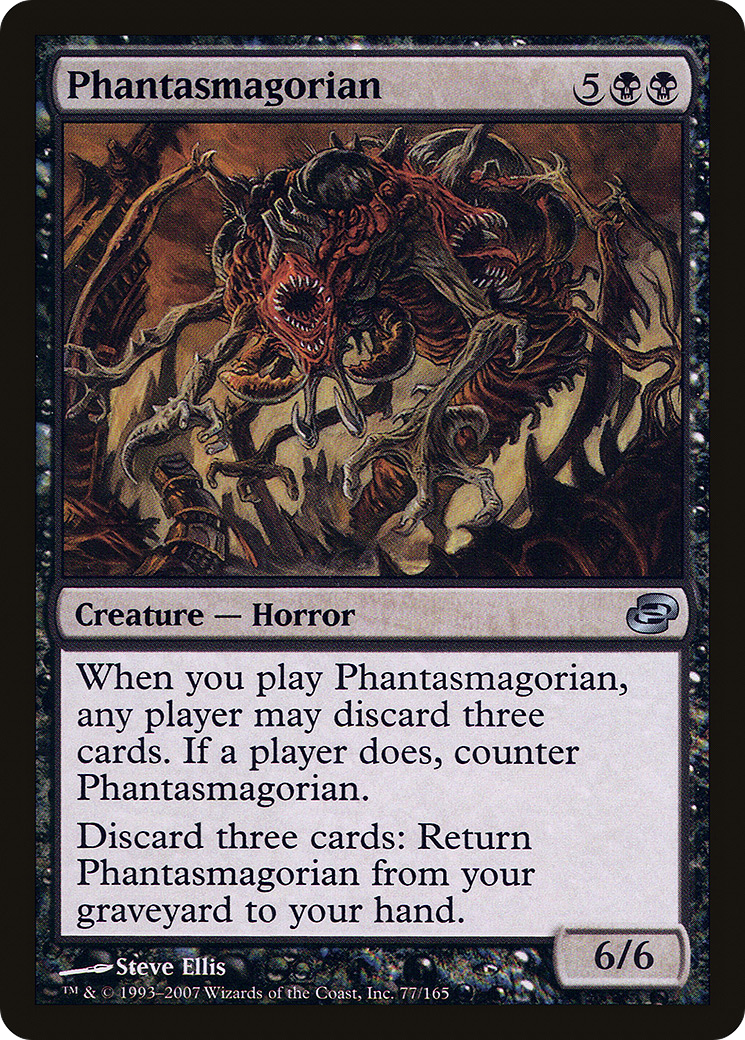 Phantasmagorian 5
Creature — Horror
When you play Phantasmagorian,
any player may discard three
cards. If a player does, counter
Phantasmagorian.
Discard three cards: Return
Phantasmagorian from your
graveyard to your hand.
6/6
Steve Ellis
™ & © 1993–2007 Wizards of the Coast, Inc. 77/165